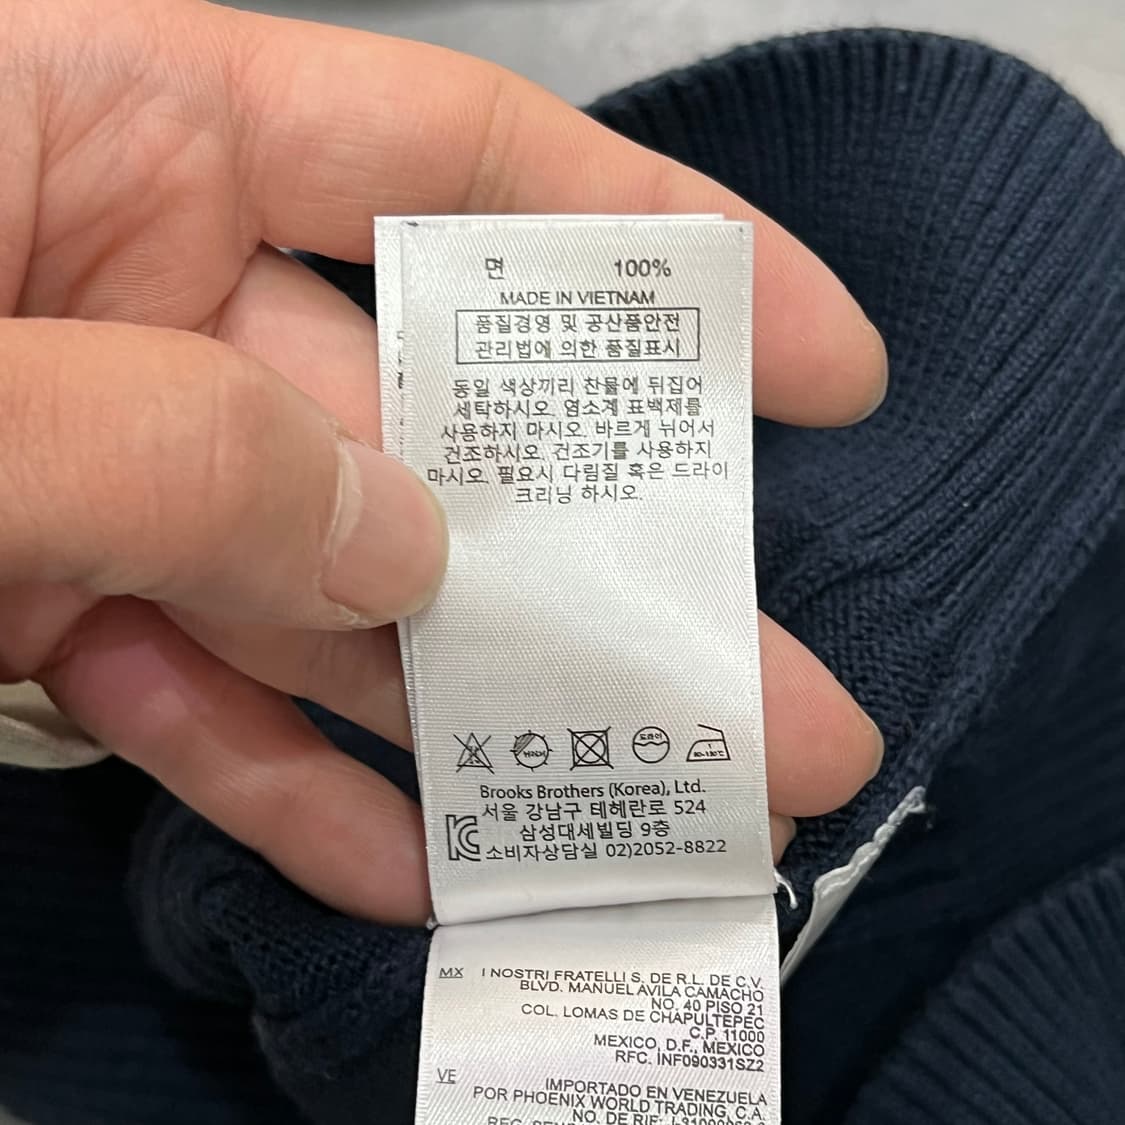 면 100%
MADE IN VIETNAM
품질경영 및 공산품안전
관리법에 의한 품질표시
동일 색상끼리 찬물에 뒤집어
세탁하시오. 염소계 표백제를
사용하지 마시오. 바르게 뉘어서
건조하시오. 건조기를 사용하지
마시오. 필요시 다림질 혹은 드라이
크리닝 하시오.
드라이
80-130℃
Brooks Brothers (Korea), Ltd.
서울 강남구 테헤란로 524
삼성대세빌딩 9층
소비자상담실 02)2052-8822
MX I NOSTRI FRATELLI S. DE R.L. DE C.V.
BLVD. MANUEL AVILA CAMACHO
NO. 40 PISO 21
COL. LOMAS DE CHAPULTEPEC
C.P. 11000
MEXICO, D.F., MEXICO
RFC. INF090331SZ2
VE IMPORTADO EN VENEZUELA
POR PHOENIX WORLD TRADING, C.A.
NO. DE RIF.